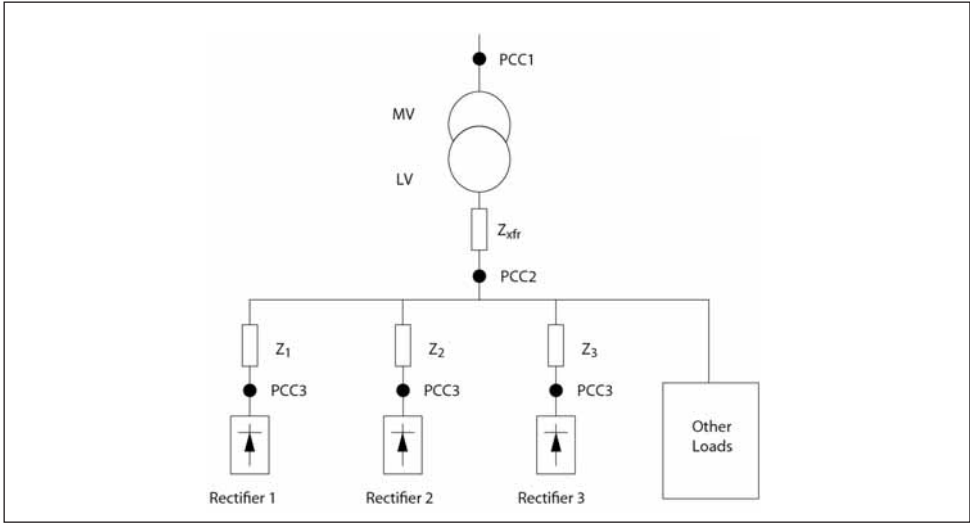 PCC1
MV
LV
Zxfr
PCC2
Z1
Z2
Z3
PCC3
PCC3
PCC3
Other
Loads
Rectifier 1
Rectifier 2
Rectifier 3